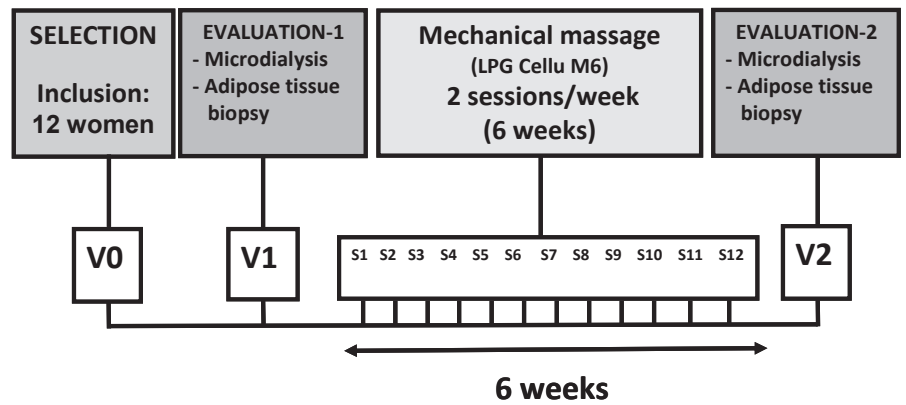 SELECTION
Inclusion:
12 women
EVALUATION-1
- Microdialysis
- Adipose tissue
biopsy
Mechanical massage
(LPG Cellu M6)
2 sessions/week
(6 weeks)
EVALUATION-2
- Microdialysis
- Adipose tissue
biopsy
V0
V1
S1 S2 S3 S4 S5 S6 S7 S8 S9 S10 S11 S12
V2
6 weeks